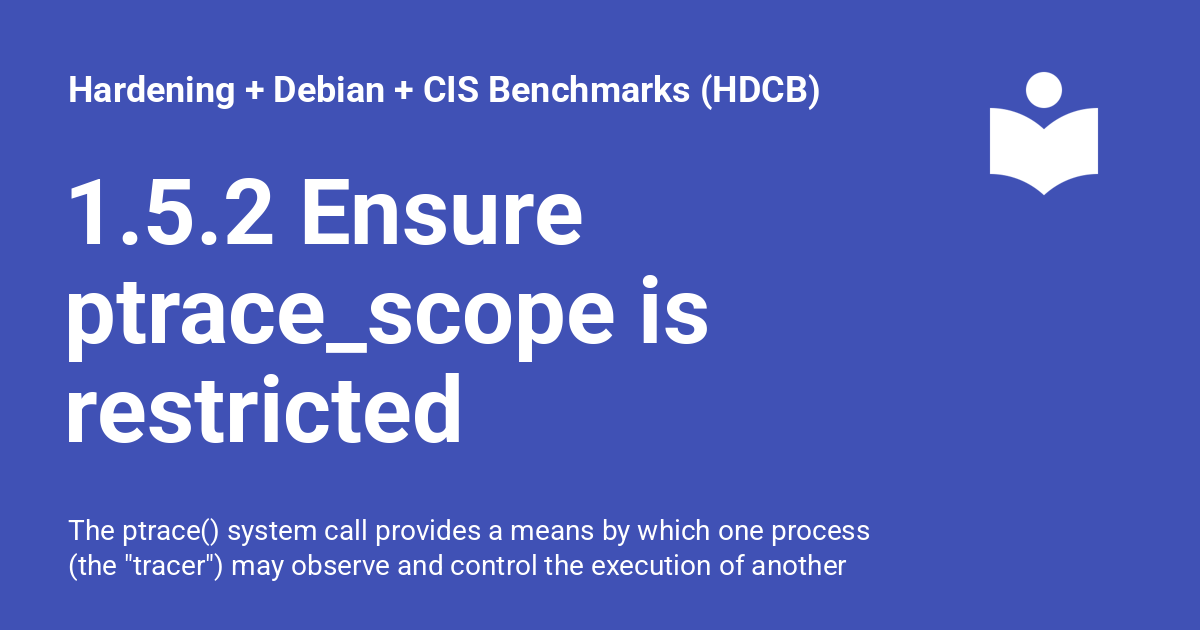 Hardening + Debian + CIS Benchmarks (HDCB)
1.5.2 Ensure
ptrace_scope is
restricted
The ptrace() system call provides a means by which one process
(the "tracer") may observe and control the execution of another